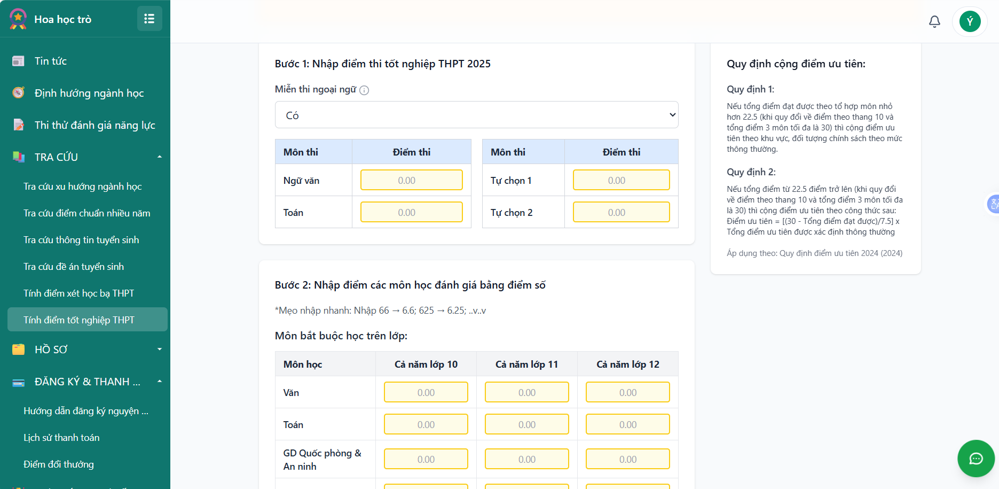 Hoa học trò
Tin tức
Định hướng ngành học
Thi thử đánh giá năng lực
TRA CỨU
Tra cứu xu hướng ngành học
Tra cứu điểm chuẩn nhiều năm
Tra cứu thông tin tuyển sinh
Tra cứu đề án tuyển sinh
Tính điểm xét học bạ THPT
Tính điểm tốt nghiệp THPT
HỒ SƠ
ĐĂNG KÝ & THANH ...
Hướng dẫn đăng ký nguyện ...
Lịch sử thanh toán
Điểm đổi thưởng
Ý
Bước 1: Nhập điểm thi tốt nghiệp THPT 2025
Miễn thi ngoại ngữ
Có
Môn thi Điểm thi Môn thi Điểm thi
Ngữ văn 0.00 Tự chọn 1 0.00
Toán 0.00 Tự chọn 2 0.00
Bước 2: Nhập điểm các môn học đánh giá bằng điểm số
*Mẹo nhập nhanh: Nhập 66 → 6.6; 625 → 6.25; ..v..v
Môn bắt buộc học trên lớp:
Môn học Cả năm lớp 10 Cả năm lớp 11 Cả năm lớp 12
Văn 0.00 0.00 0.00
Toán 0.00 0.00 0.00
GD Quốc phòng &
An ninh 0.00 0.00 0.00
Quy định cộng điểm ưu tiên:
Quy định 1:
Nếu tổng điểm đạt được theo tổ hợp môn nhỏ
hơn 22.5 (khi quy đổi về điểm theo thang 10 và
tổng điểm 3 môn tối đa là 30) thì cộng điểm ưu
tiên theo khu vực, đối tượng chính sách theo mức
thông thường.
Quy định 2:
Nếu tổng điểm từ 22.5 điểm trở lên (khi quy đổi
về điểm theo thang 10 và tổng điểm 3 môn tối đa
là 30) thì cộng điểm ưu tiên theo công thức sau:
Điểm ưu tiên = [(30 - Tổng điểm đạt được)/7.5] x
Tổng điểm ưu tiên được xác định thông thường
Áp dụng theo: Quy định điểm ưu tiên 2024 (2024)